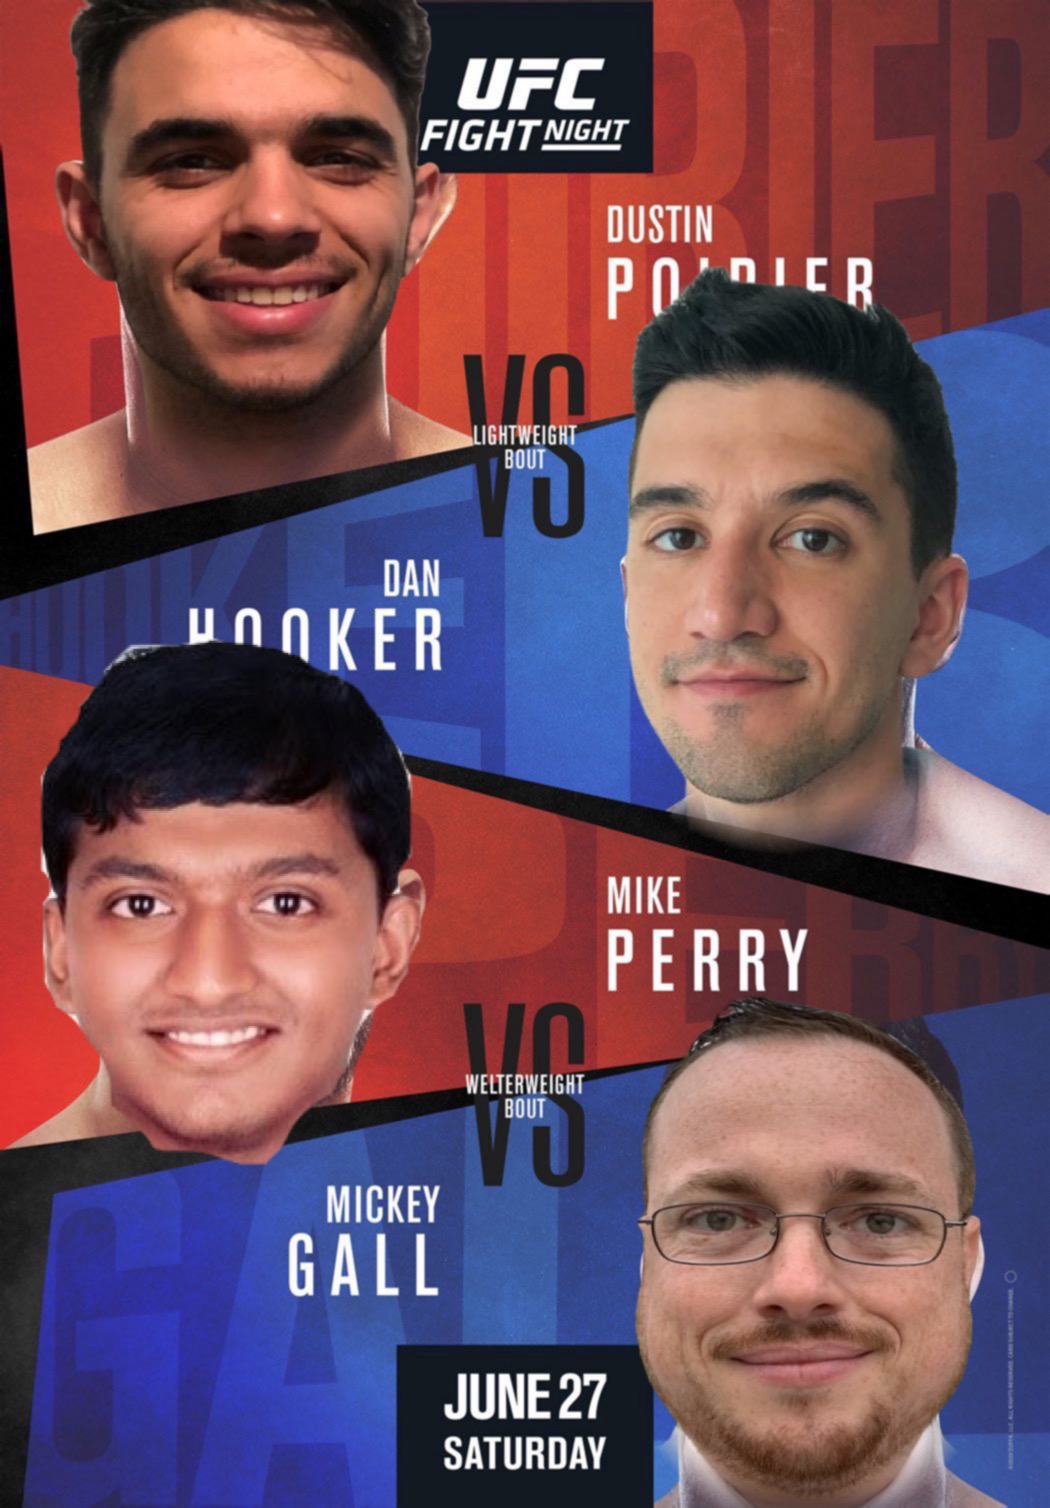 UFC
FIGHT NIGHT
DUSTIN
POIRIER
VS
LIGHTWEIGHT
BOUT
DAN
HOOKER
MIKE
PERRY
VS
WELTERWEIGHT
BOUT
MICKEY
GALL
JUNE 27
SATURDAY